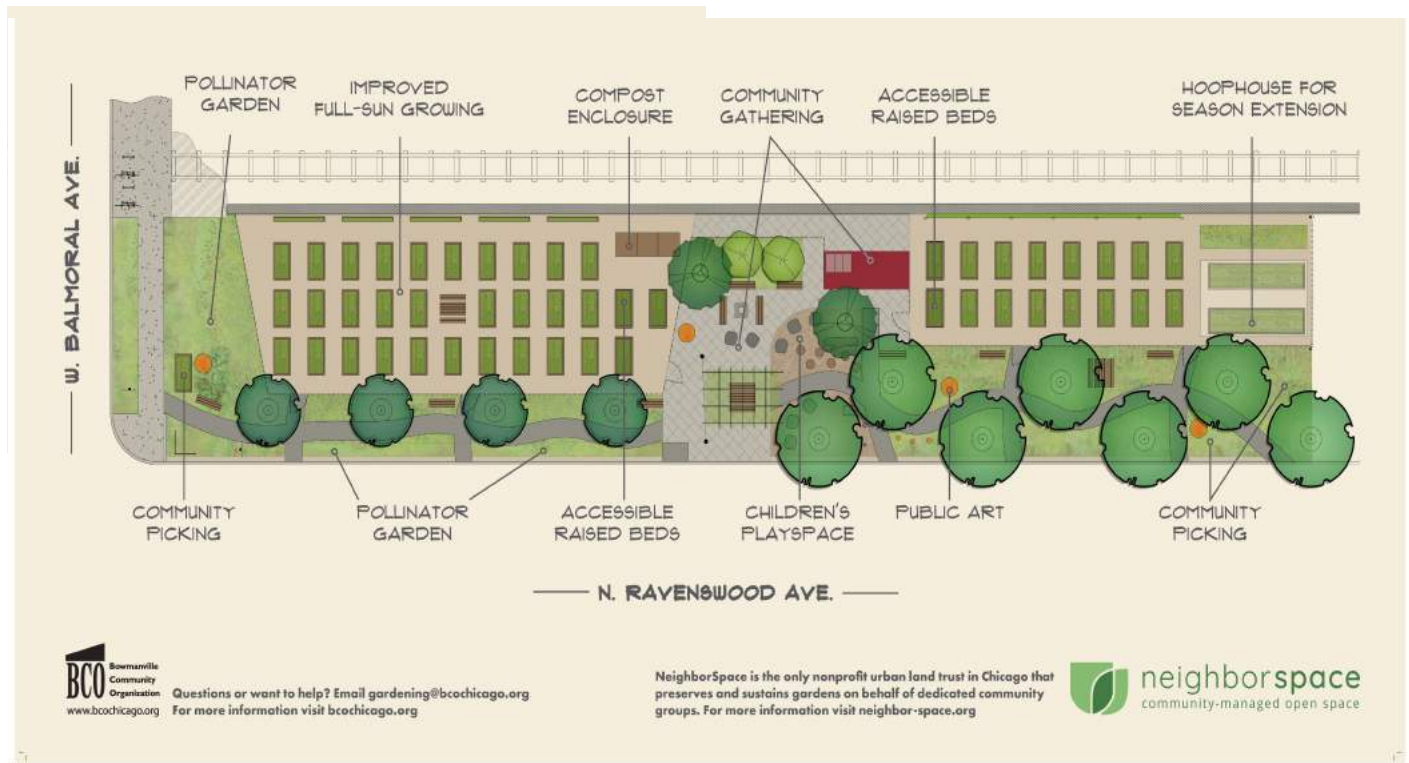 POLLINATOR
GARDEN
IMPROVED
FULL-SUN GROWING
COMPOST
ENCLOSURE
COMMUNITY
GATHERING
ACCESSIBLE
RAISED BEDS
HOOPHOUSE FOR
SEASON EXTENSION
W. BALMORAL AVE.
COMMUNITY
PICKING
POLLINATOR
GARDEN
ACCESSIBLE
RAISED BEDS
CHILDREN'S
PLAYSPACE
PUBLIC ART
COMMUNITY
PICKING
N. RAVENSWOOD AVE.
BCO
Bowmanville
Community
Organization
www.bcochicago.org
Questions or want to help? Email gardening@bcochicago.org
For more information visit bcochicago.org
NeighborSpace is the only nonprofit urban land trust in Chicago that
preserves and sustains gardens on behalf of dedicated community
groups. For more information visit neighbor-space.org
neighborspace
community-managed open space